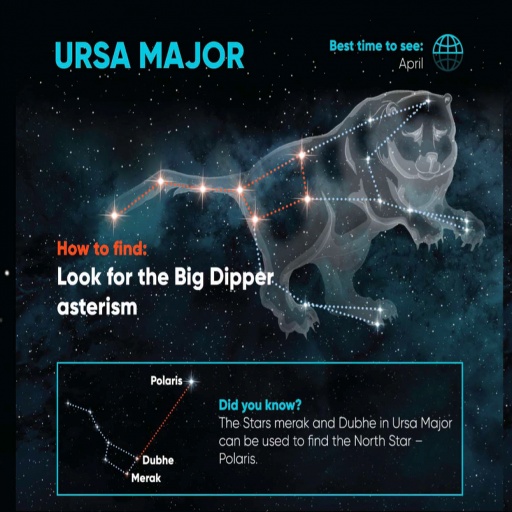 URSA MAJOR
Best time to see:
April
How to find:
Look for the Big Dipper
asterism
Polaris
Dubhe
Merak
Did you know?
The Stars merak and Dubhe in Ursa Major
can be used to find the North Star –
Polaris.